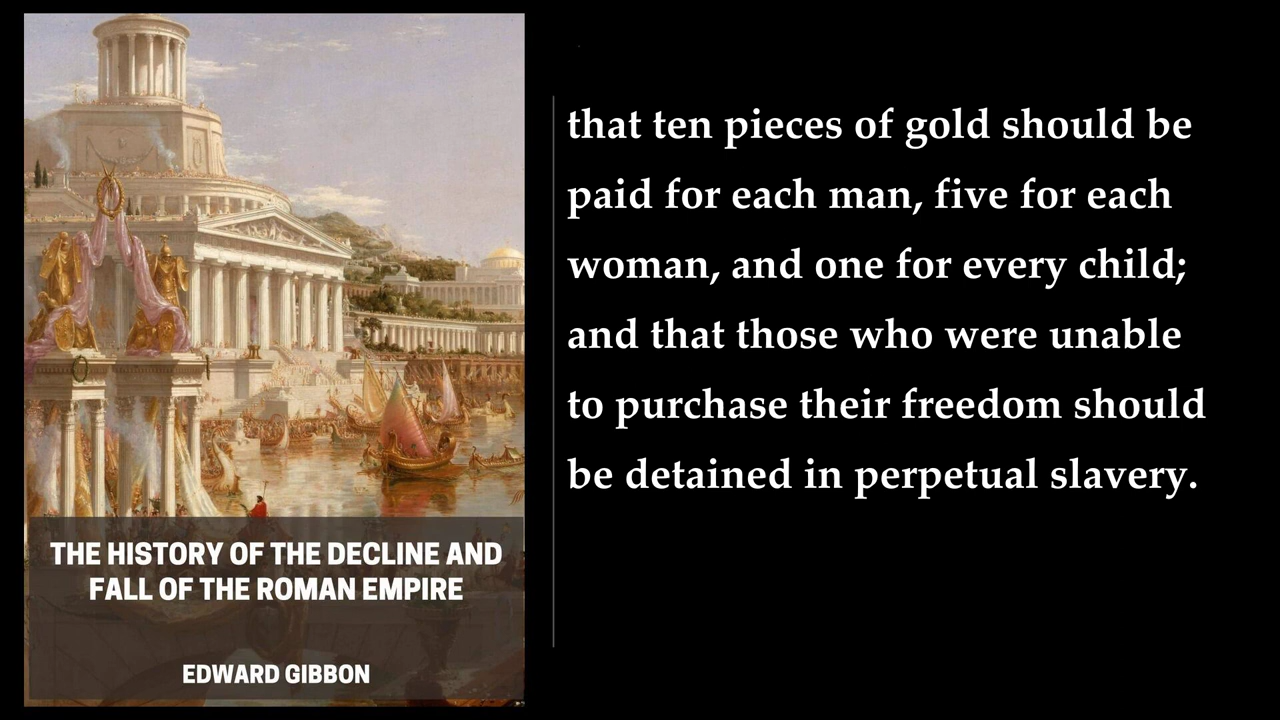 that ten pieces of gold should be
paid for each man, five for each
woman, and one for every child;
and that those who were unable
to purchase their freedom should
be detained in perpetual slavery.
THE HISTORY OF THE DECLINE AND
FALL OF THE ROMAN EMPIRE
EDWARD GIBBON